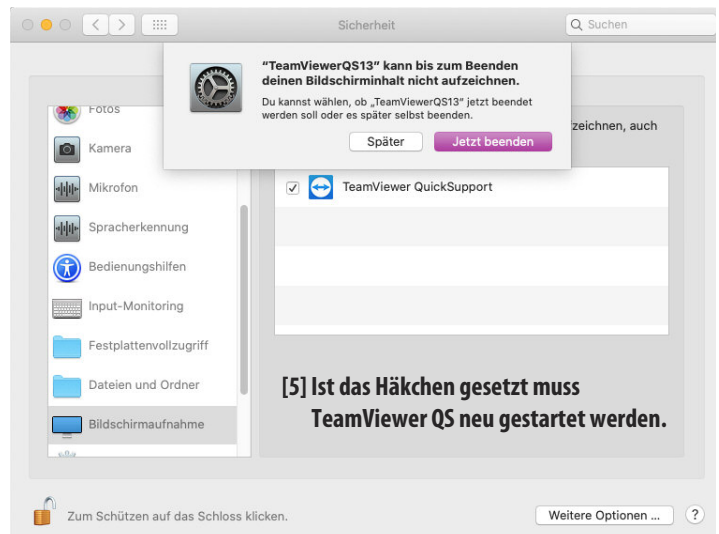 Sicherheit
Suchen
“TeamViewerQS13” kann bis zum Beenden
deinen Bildschirminhalt nicht aufzeichnen.
Du kannst wählen, ob „TeamViewerQS13“ jetzt beendet
werden soll oder es später selbst beenden.
Später
Jetzt beenden
zeichnen, auch
Fotos
Kamera
Mikrofon
Spracherkennung
Bedienungshilfen
Input-Monitoring
Festplattenvollzugriff
Dateien und Ordner
Bildschirmaufnahme
TeamViewer QuickSupport
[5] Ist das Häkchen gesetzt muss
TeamViewer QS neu gestartet werden.
Zum Schützen auf das Schloss klicken.
Weitere Optionen ...
?